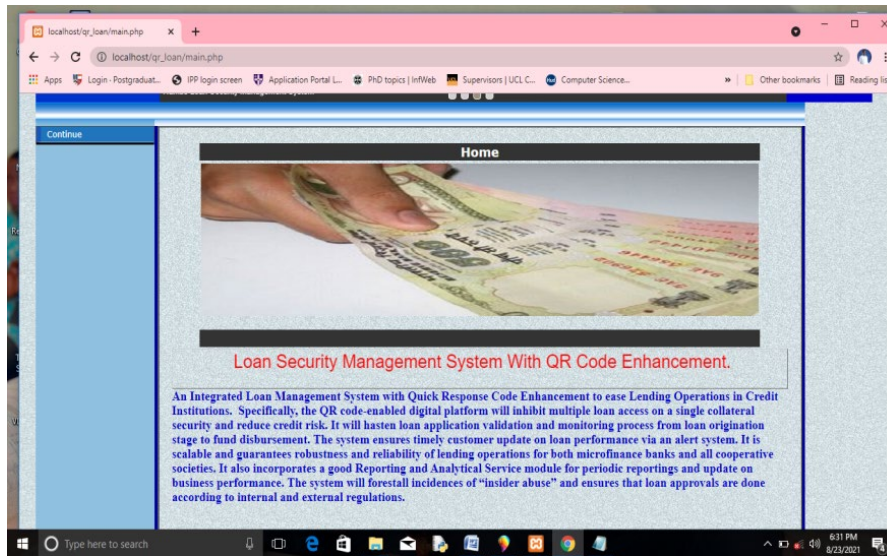 localhost/qr_loan/main.php
localhost/qr_loan/main.php
Apps
Login - Postgraduat...
IPP login screen
Application Portal L...
PhD topics | InfWeb
Supervisors | UCL C...
Computer Science...
»
Other bookmarks
Reading lis
Loan Security Management System
Continue
Home
500
Loan Security Management System With QR Code Enhancement.
An Integrated Loan Management System with Quick Response Code Enhancement to ease Lending Operations in Credit
Institutions. Specifically, the QR code-enabled digital platform will inhibit multiple loan access on a single collateral
security and reduce credit risk. It will hasten loan application validation and monitoring process from loan origination
stage to fund disbursement. The system ensures timely customer update on loan performance via an alert system. It is
scalable and guarantees robustness and reliability of lending operations for both microfinance banks and all cooperative
societies. It also incorporates a good Reporting and Analytical Service module for periodic reportings and update on
business performance. The system will forestall incidences of “insider abuse” and ensures that loan approvals are done
according to internal and external regulations.
Type here to search
6:31 PM
8/23/2021